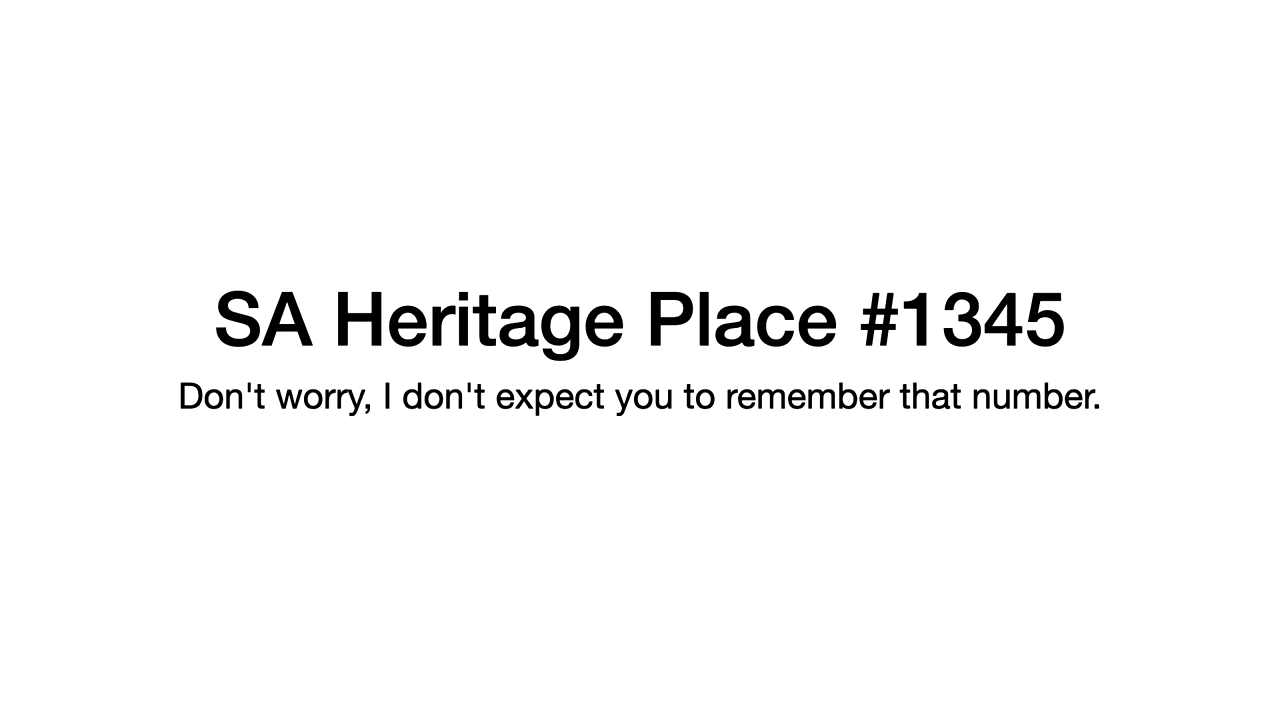 SA Heritage Place #1345
Don't worry, I don't expect you to remember that number.